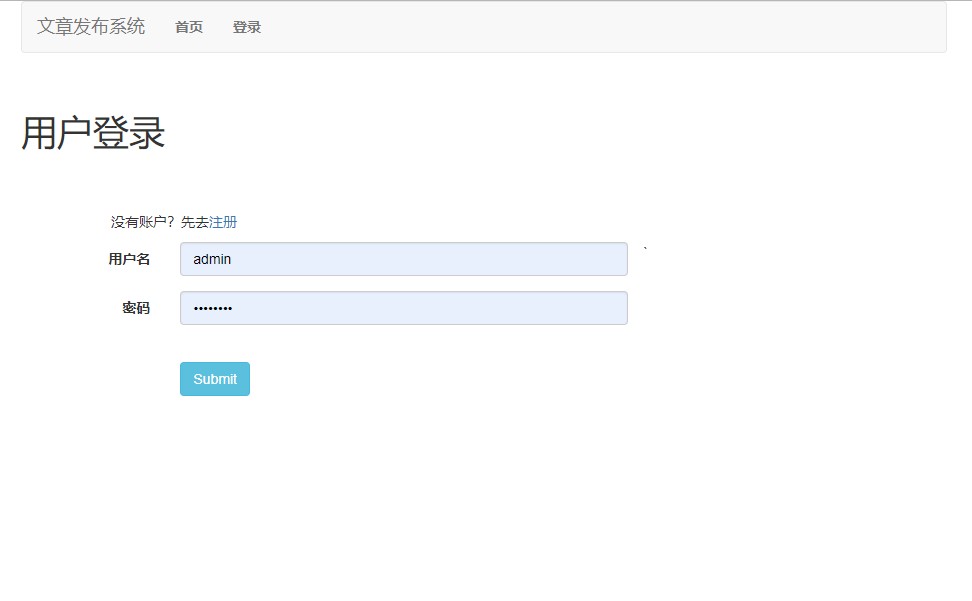 文章发布系统 首页 登录
用户登录
没有账户？先去注册
用户名 admin `
密码 ••••••••
Submit